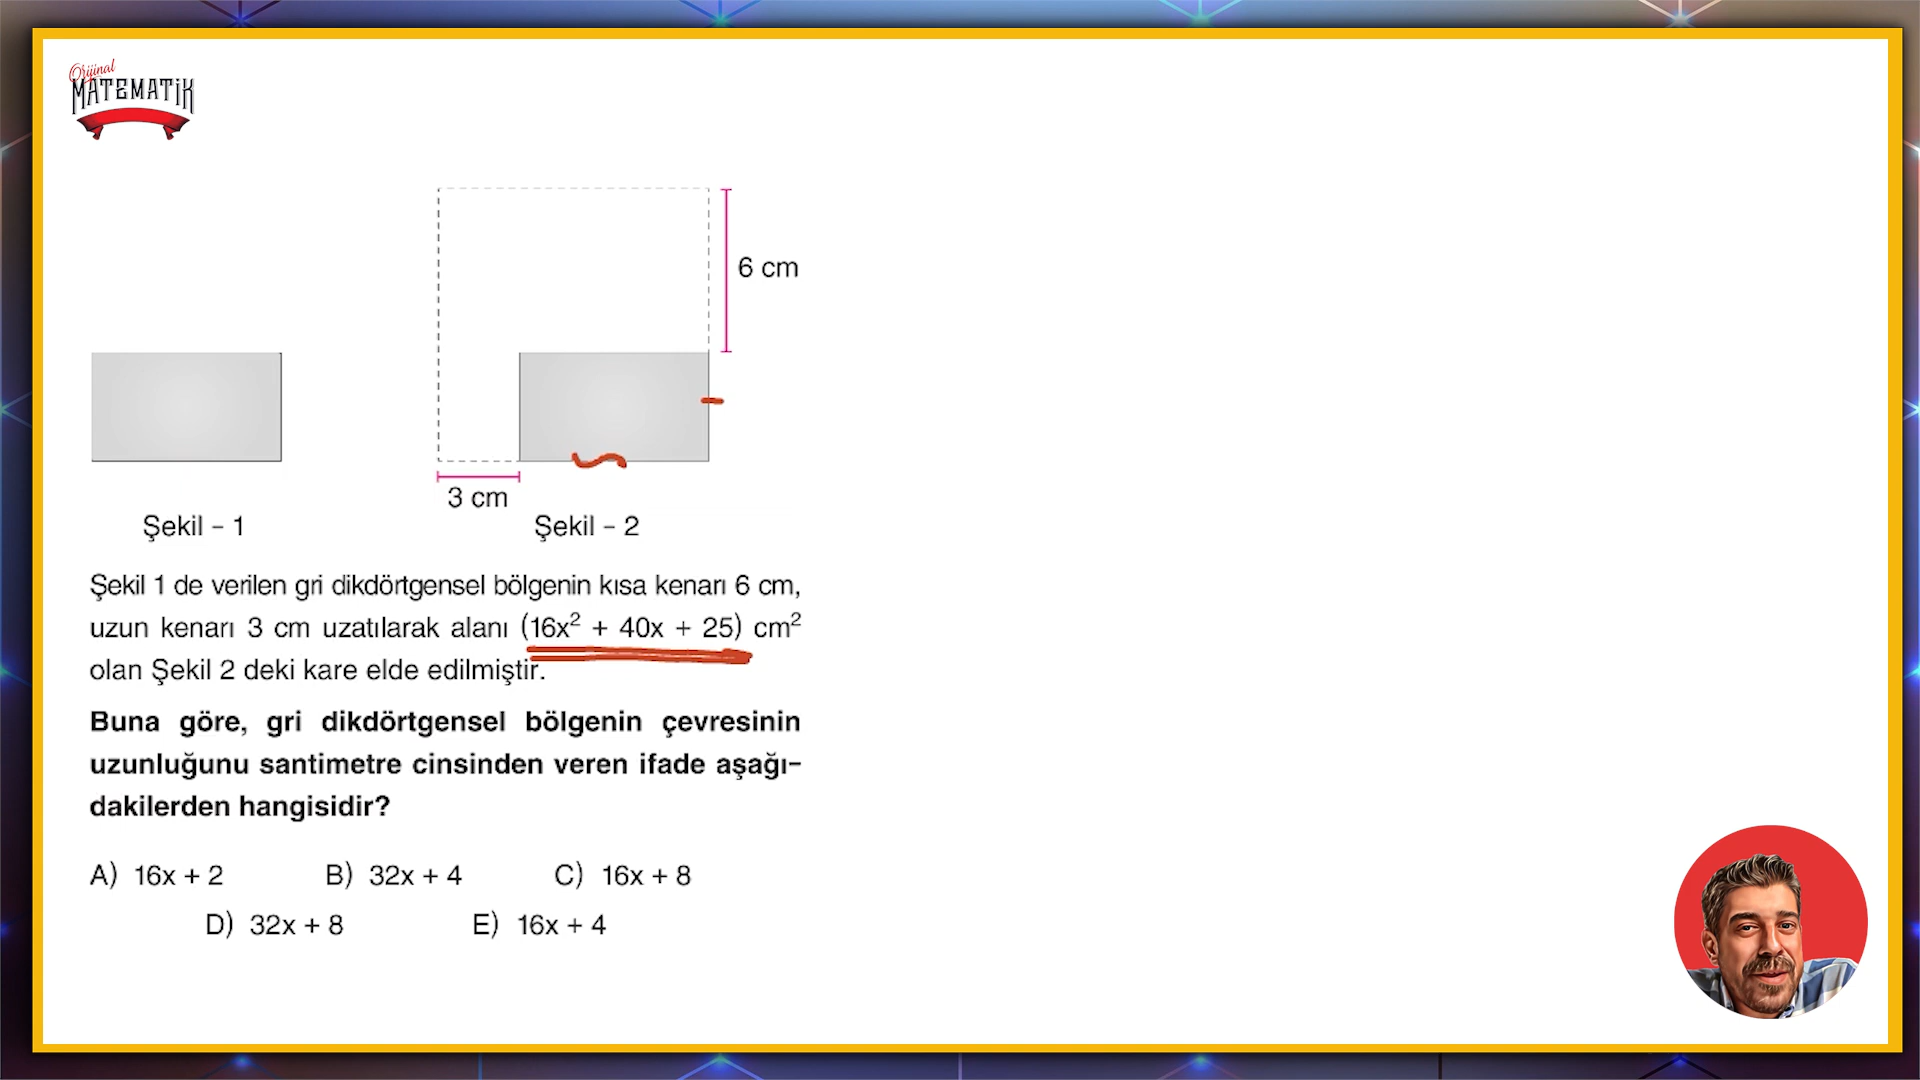 Orijinal
MATEMATİK
6 cm
3 cm
Şekil – 1
Şekil – 2
Şekil 1 de verilen gri dikdörtgensel bölgenin kısa kenarı 6 cm,
uzun kenarı 3 cm uzatılarak alanı (16x² + 40x + 25) cm²
olan Şekil 2 deki kare elde edilmiştir.
Buna göre, gri dikdörtgensel bölgenin çevresinin
uzunluğunu santimetre cinsinden veren ifade aşağı-
dakilerden hangisidir?
A) 16x + 2 B) 32x + 4 C) 16x + 8
D) 32x + 8 E) 16x + 4